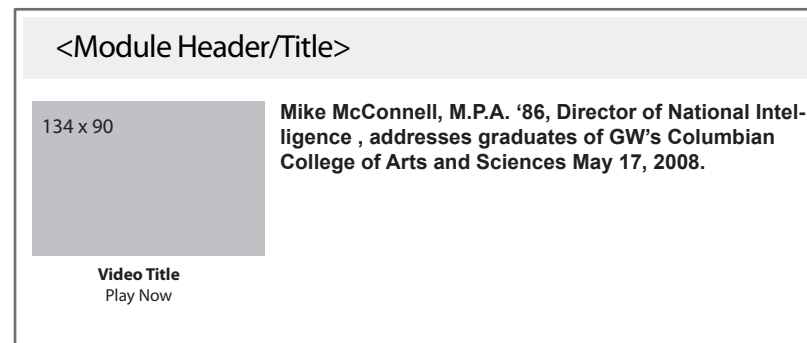 <Module Header/Title>
134 x 90
Mike McConnell, M.P.A. ‘86, Director of National Intel-
ligence , addresses graduates of GW’s Columbian
College of Arts and Sciences May 17, 2008.
Video Title
Play Now